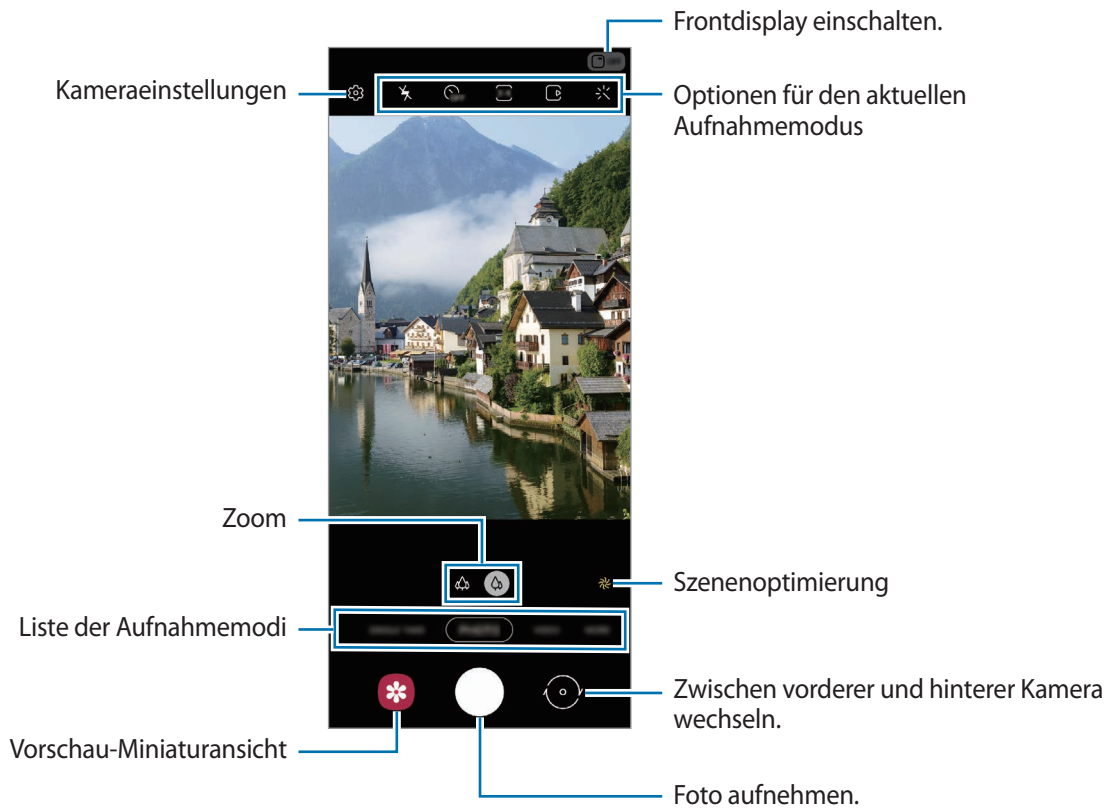 Frontdisplay einschalten.
Kameraeinstellungen
Optionen für den aktuellen
Aufnahmemodus
Zoom
Szenenoptimierung
Liste der Aufnahmemodi
Zwischen vorderer und hinterer Kamera
wechseln.
Vorschau-Miniaturansicht
Foto aufnehmen.